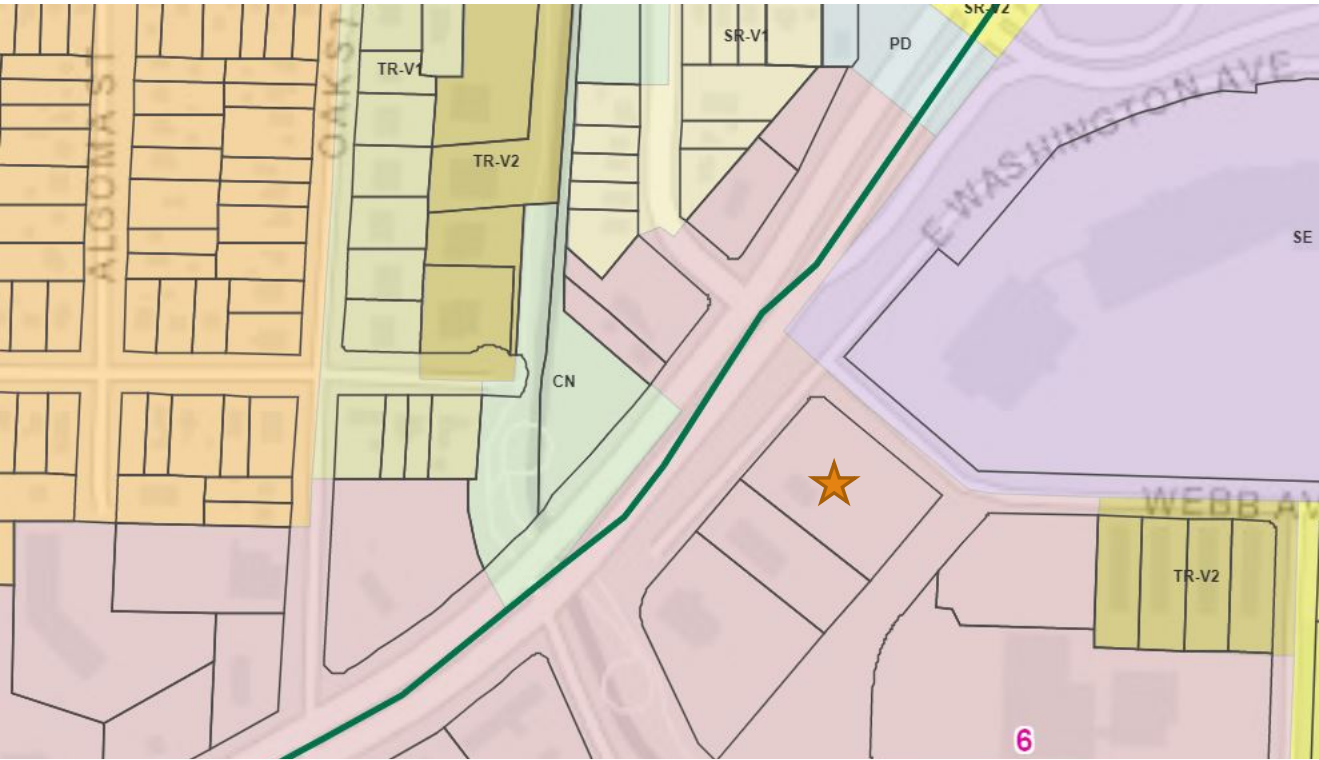 SR-V2
SR-V1
PD
TR-V1
OAK ST
ALGOMA ST
E WASHINGTON AVE
TR-V2
SE
CN
WEBB AV
TR-V2
6